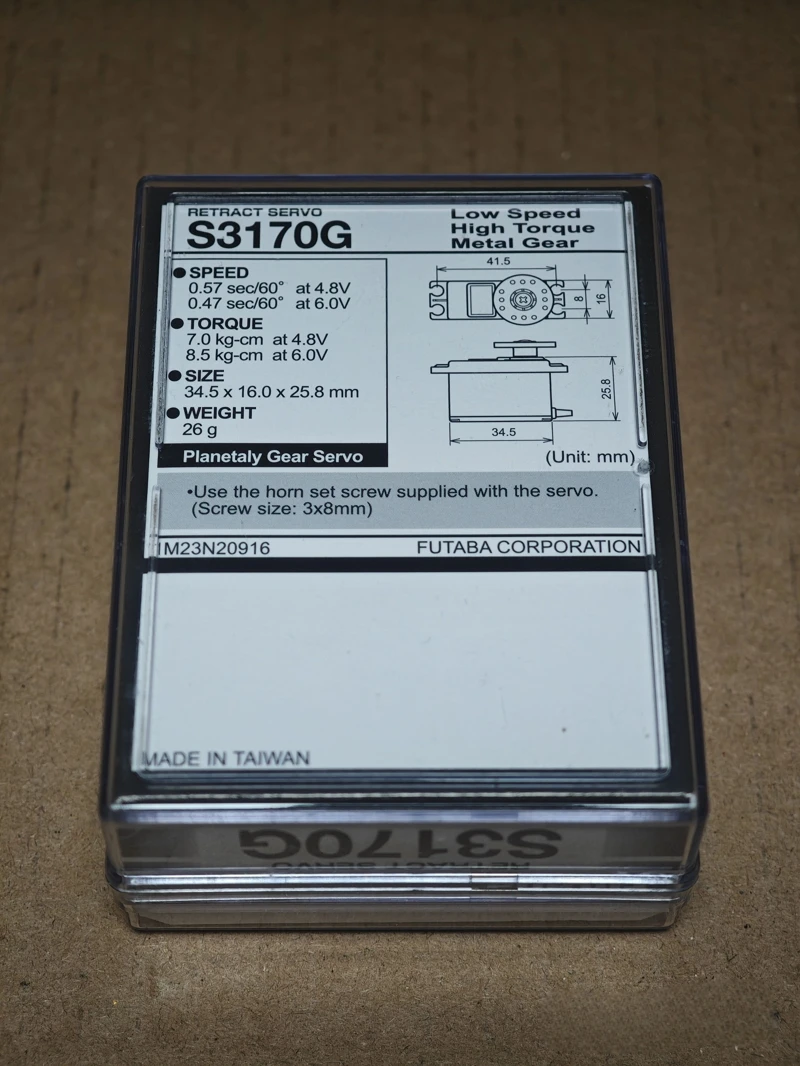 RETRACT SERVO
S3170G
Low Speed
High Torque
Metal Gear
●SPEED
0.57 sec/60° at 4.8V
0.47 sec/60° at 6.0V
●TORQUE
7.0 kg-cm at 4.8V
8.5 kg-cm at 6.0V
●SIZE
34.5 x 16.0 x 25.8 mm
●WEIGHT
26 g
Planetaly Gear Servo
41.5
8
16
25.8
34.5
(Unit: mm)
•Use the horn set screw supplied with the servo.
(Screw size: 3x8mm)
1M23N20916
FUTABA CORPORATION
MADE IN TAIWAN
S3170G
RETRACT SERVO